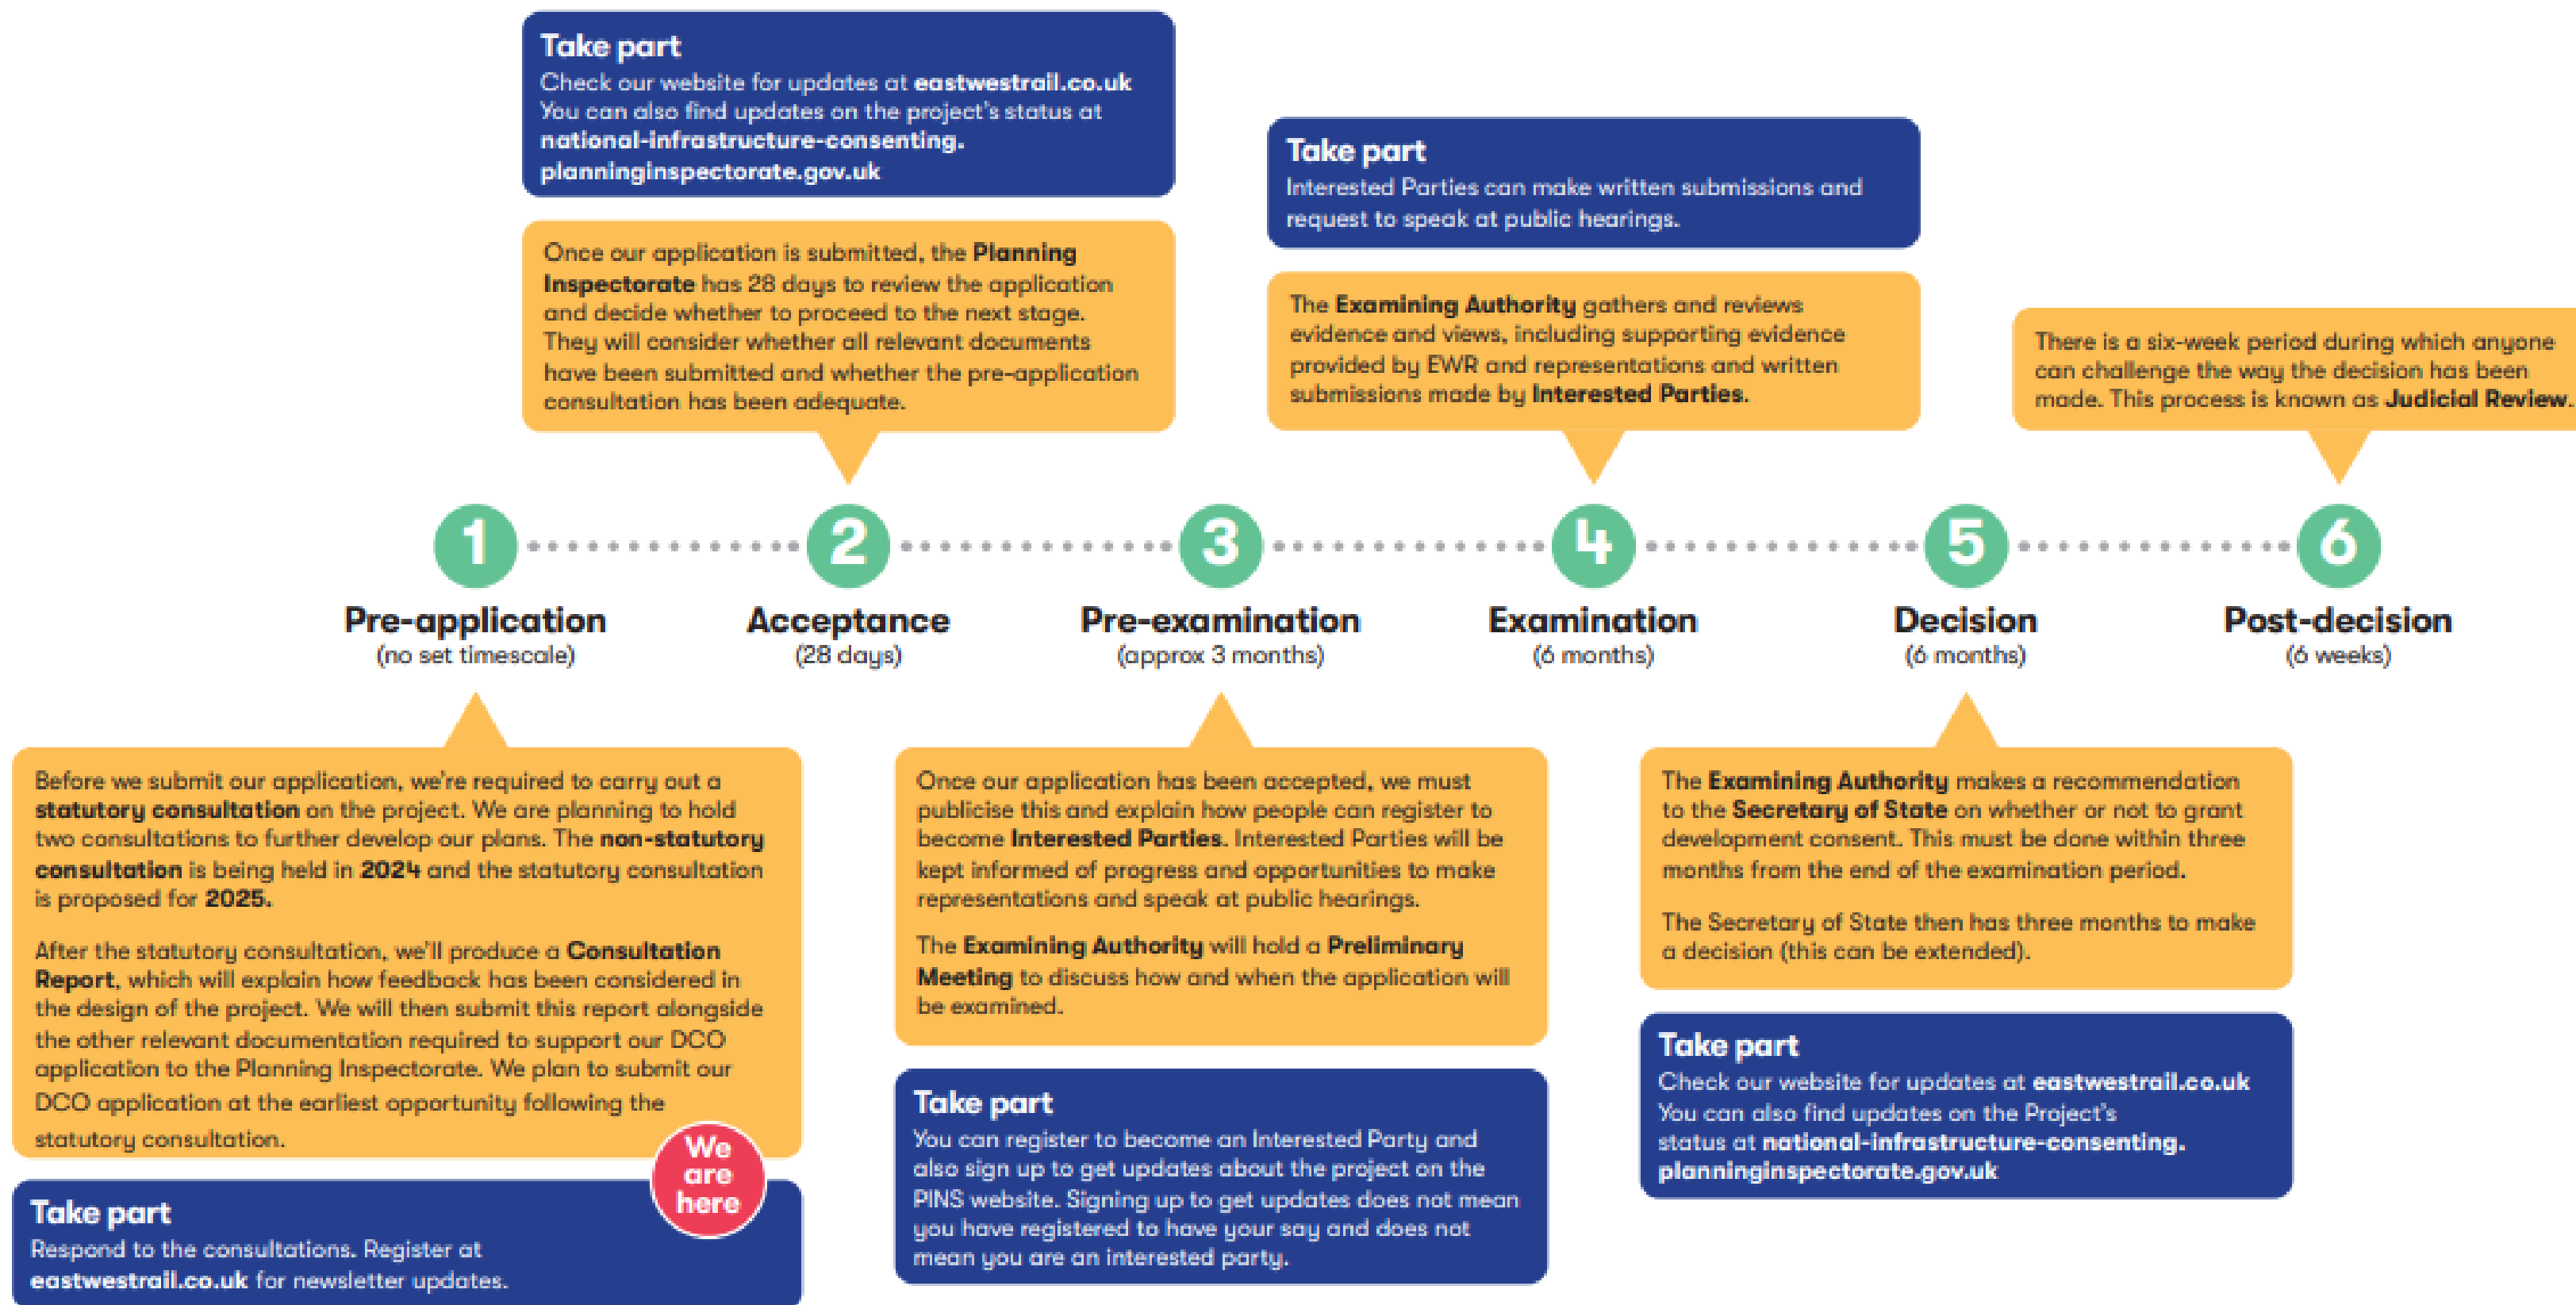 Take part
Check our website for updates at eastwestrail.co.uk
You can also find updates on the project's status at
national-infrastructure-consenting.
planninginspectorate.gov.uk
Once our application is submitted, the Planning
Inspectorate has 28 days to review the application
and decide whether to proceed to the next stage.
They will consider whether all relevant documents
have been submitted and whether the pre-application
consultation has been adequate.
Take part
Interested Parties can make written submissions and
request to speak at public hearings.
The Examining Authority gathers and reviews
evidence and views, including supporting evidence
provided by EWR and representations and written
submissions made by Interested Parties.
There is a six-week period during which anyone
can challenge the way the decision has been
made. This process is known as Judicial Review.
1
2
3
4
5
6
Pre-application
(no set timescale)
Acceptance
(28 days)
Pre-examination
(approx 3 months)
Examination
(6 months)
Decision
(6 months)
Post-decision
(6 weeks)
Before we submit our application, we're required to carry out a
statutory consultation on the project. We are planning to hold
two consultations to further develop our plans. The non-statutory
consultation is being held in 2024 and the statutory consultation
is proposed for 2025.
After the statutory consultation, we'll produce a Consultation
Report, which will explain how feedback has been considered in
the design of the project. We will then submit this report alongside
the other relevant documentation required to support our DCO
application to the Planning Inspectorate. We plan to submit our
DCO application at the earliest opportunity following the
statutory consultation.
We
are
here
Take part
Respond to the consultations. Register at
eastwestrail.co.uk for newsletter updates.
Once our application has been accepted, we must
publicise this and explain how people can register to
become Interested Parties. Interested Parties will be
kept informed of progress and opportunities to make
representations and speak at public hearings.
The Examining Authority will hold a Preliminary
Meeting to discuss how and when the application will
be examined.
Take part
You can register to become an Interested Party and
also sign up to get updates about the project on the
PINS website. Signing up to get updates does not mean
you have registered to have your say and does not
mean you are an interested party.
The Examining Authority makes a recommendation
to the Secretary of State on whether or not to grant
development consent. This must be done within three
months from the end of the examination period.
The Secretary of State then has three months to make
a decision (this can be extended).
Take part
Check our website for updates at eastwestrail.co.uk
You can also find updates on the Project's
status at national-infrastructure-consenting.
planninginspectorate.gov.uk